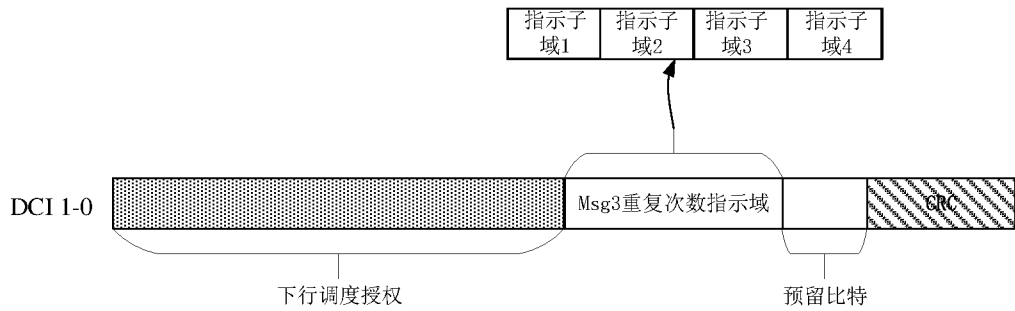 指示子域1 指示子域2 指示子域3 指示子域4
DCI 1-0 Msg3重复次数指示域 CRC
下行调度授权 预留比特